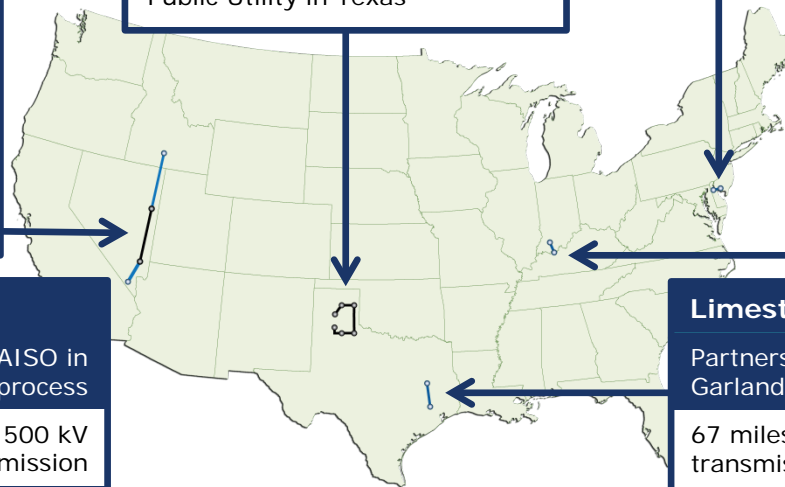 Public Utility in Texas
AISO in
process
500 kV
mission
Limest
Partners
Garland
67 miles
transmis